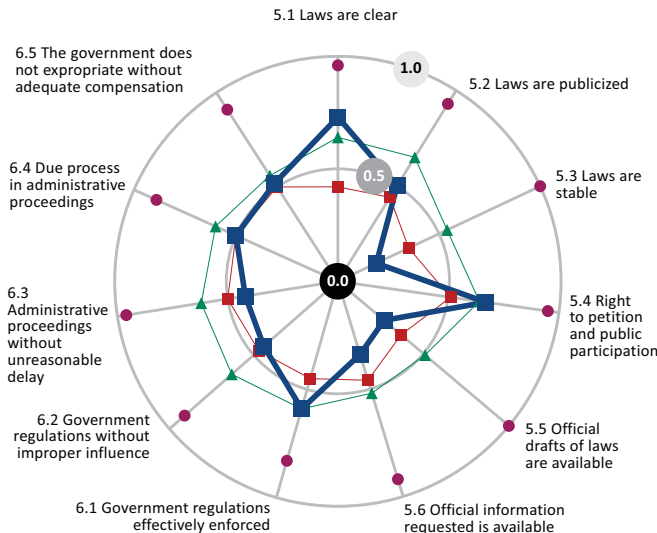 5.1 Laws are clear
1.0
5.2 Laws are publicized
5.3 Laws are
stable
5.4 Right
to petition
and public
participation
5.5 Official
drafts of laws
are available
5.6 Official information
requested is available
6.1 Government regulations
effectively enforced
6.2 Government
regulations without
improper influence
6.3
Administrative
proceedings
without
unreasonable
delay
6.4 Due process
in administrative
proceedings
6.5 The government does
not expropriate without
adequate compensation
0.5
0.0